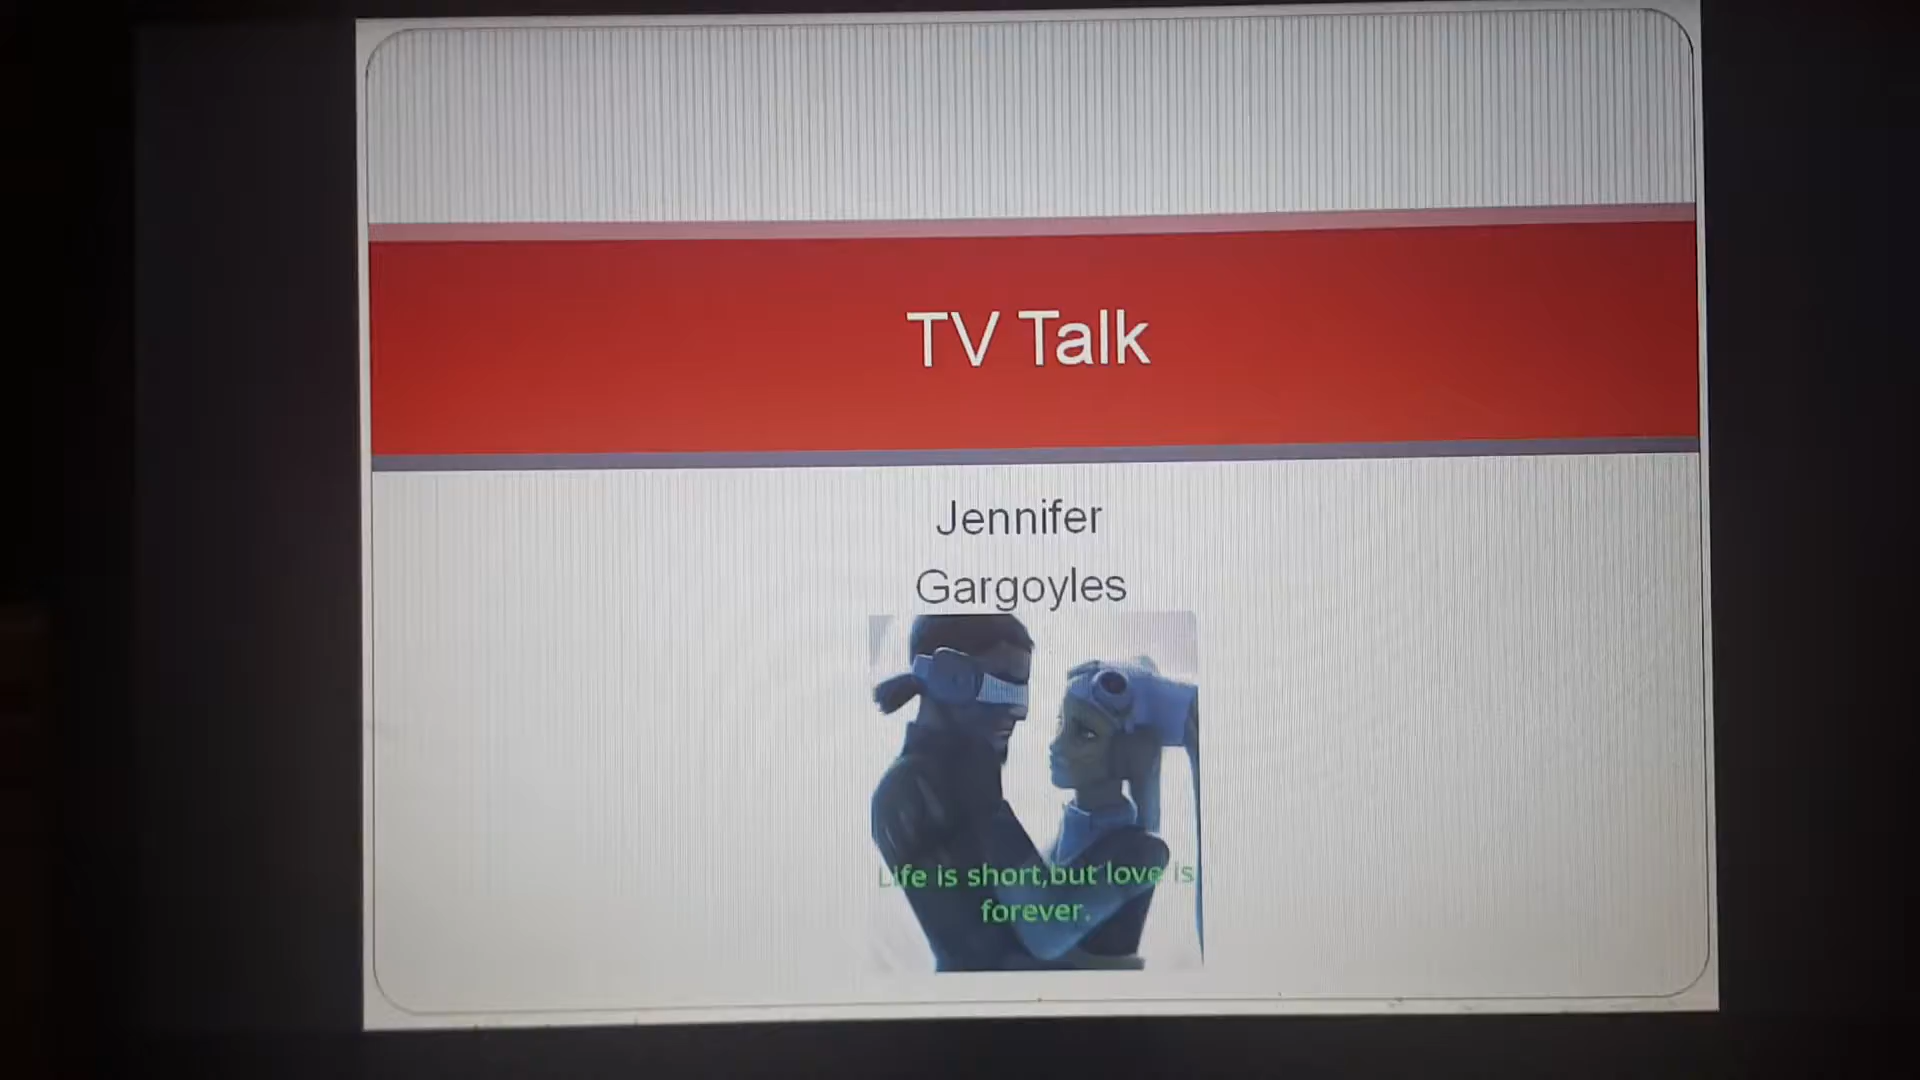 TV Talk
Jennifer
Gargoyles
Life is short,but love is
forever.